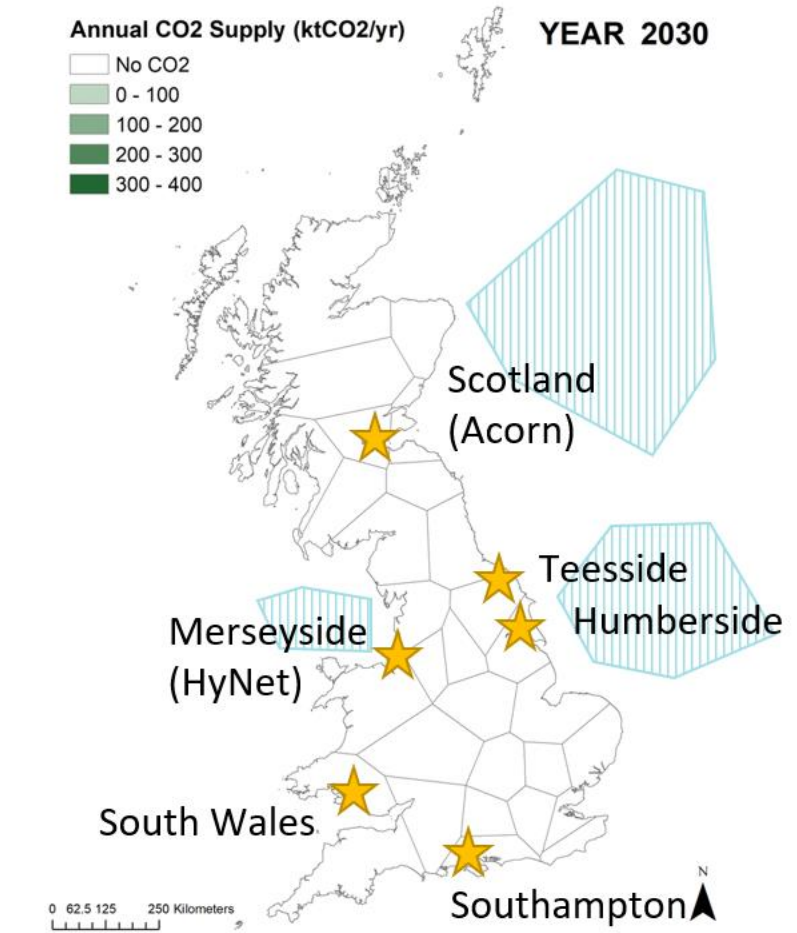 Annual CO2 Supply (ktCO2/yr)
YEAR 2030
No CO2
0 - 100
100 - 200
200 - 300
300 - 400
Scotland
(Acorn)
Teesside
Humberside
Merseyside
(HyNet)
South Wales
Southampton
N
0 62.5 125 250 Kilometers